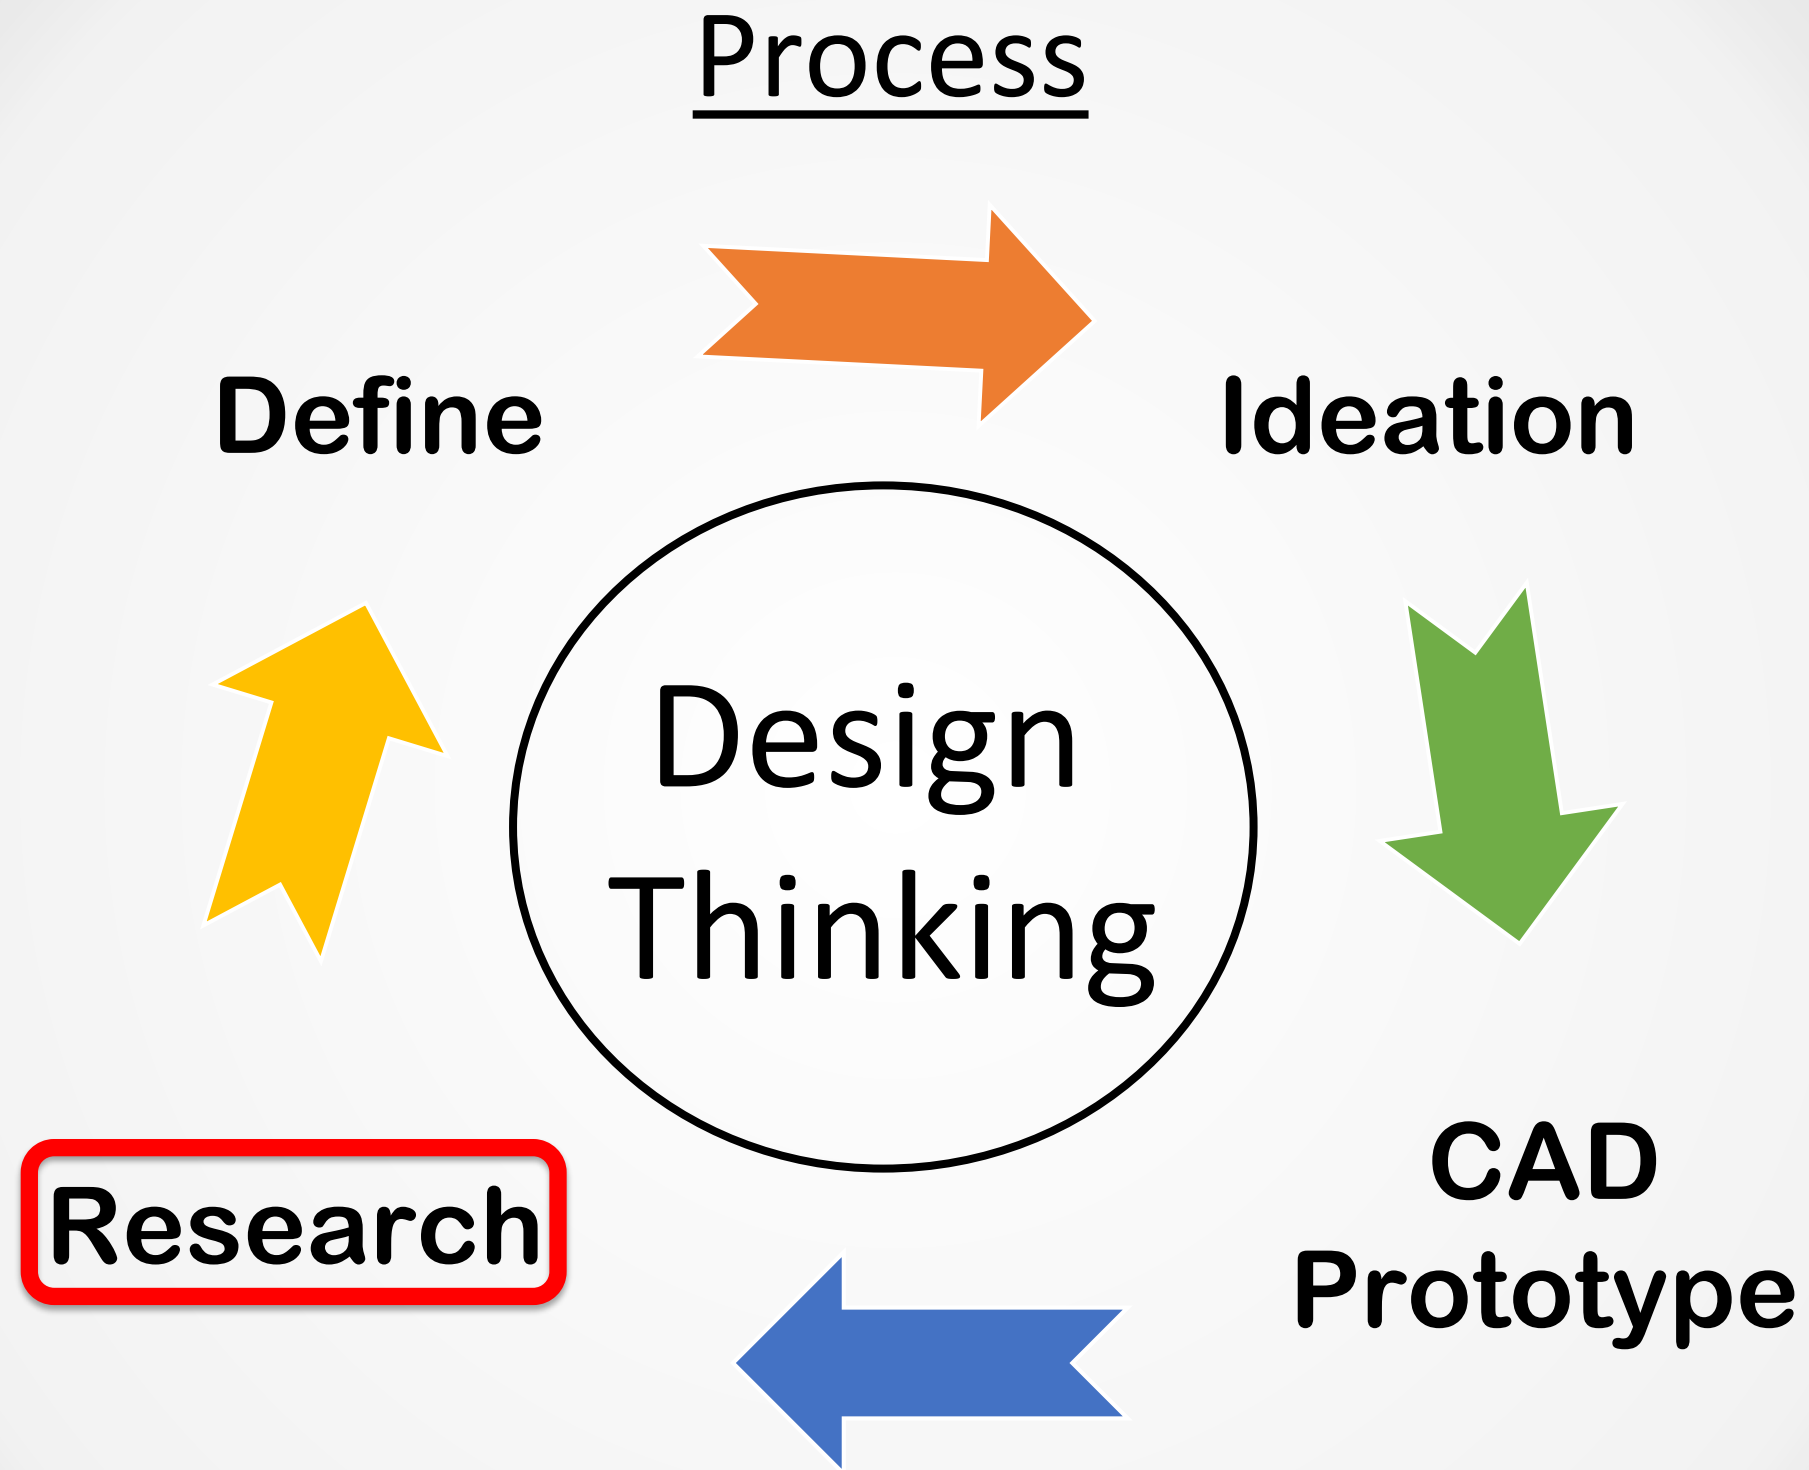 Process
Define
Ideation
Design
Thinking
Research
CAD
Prototype